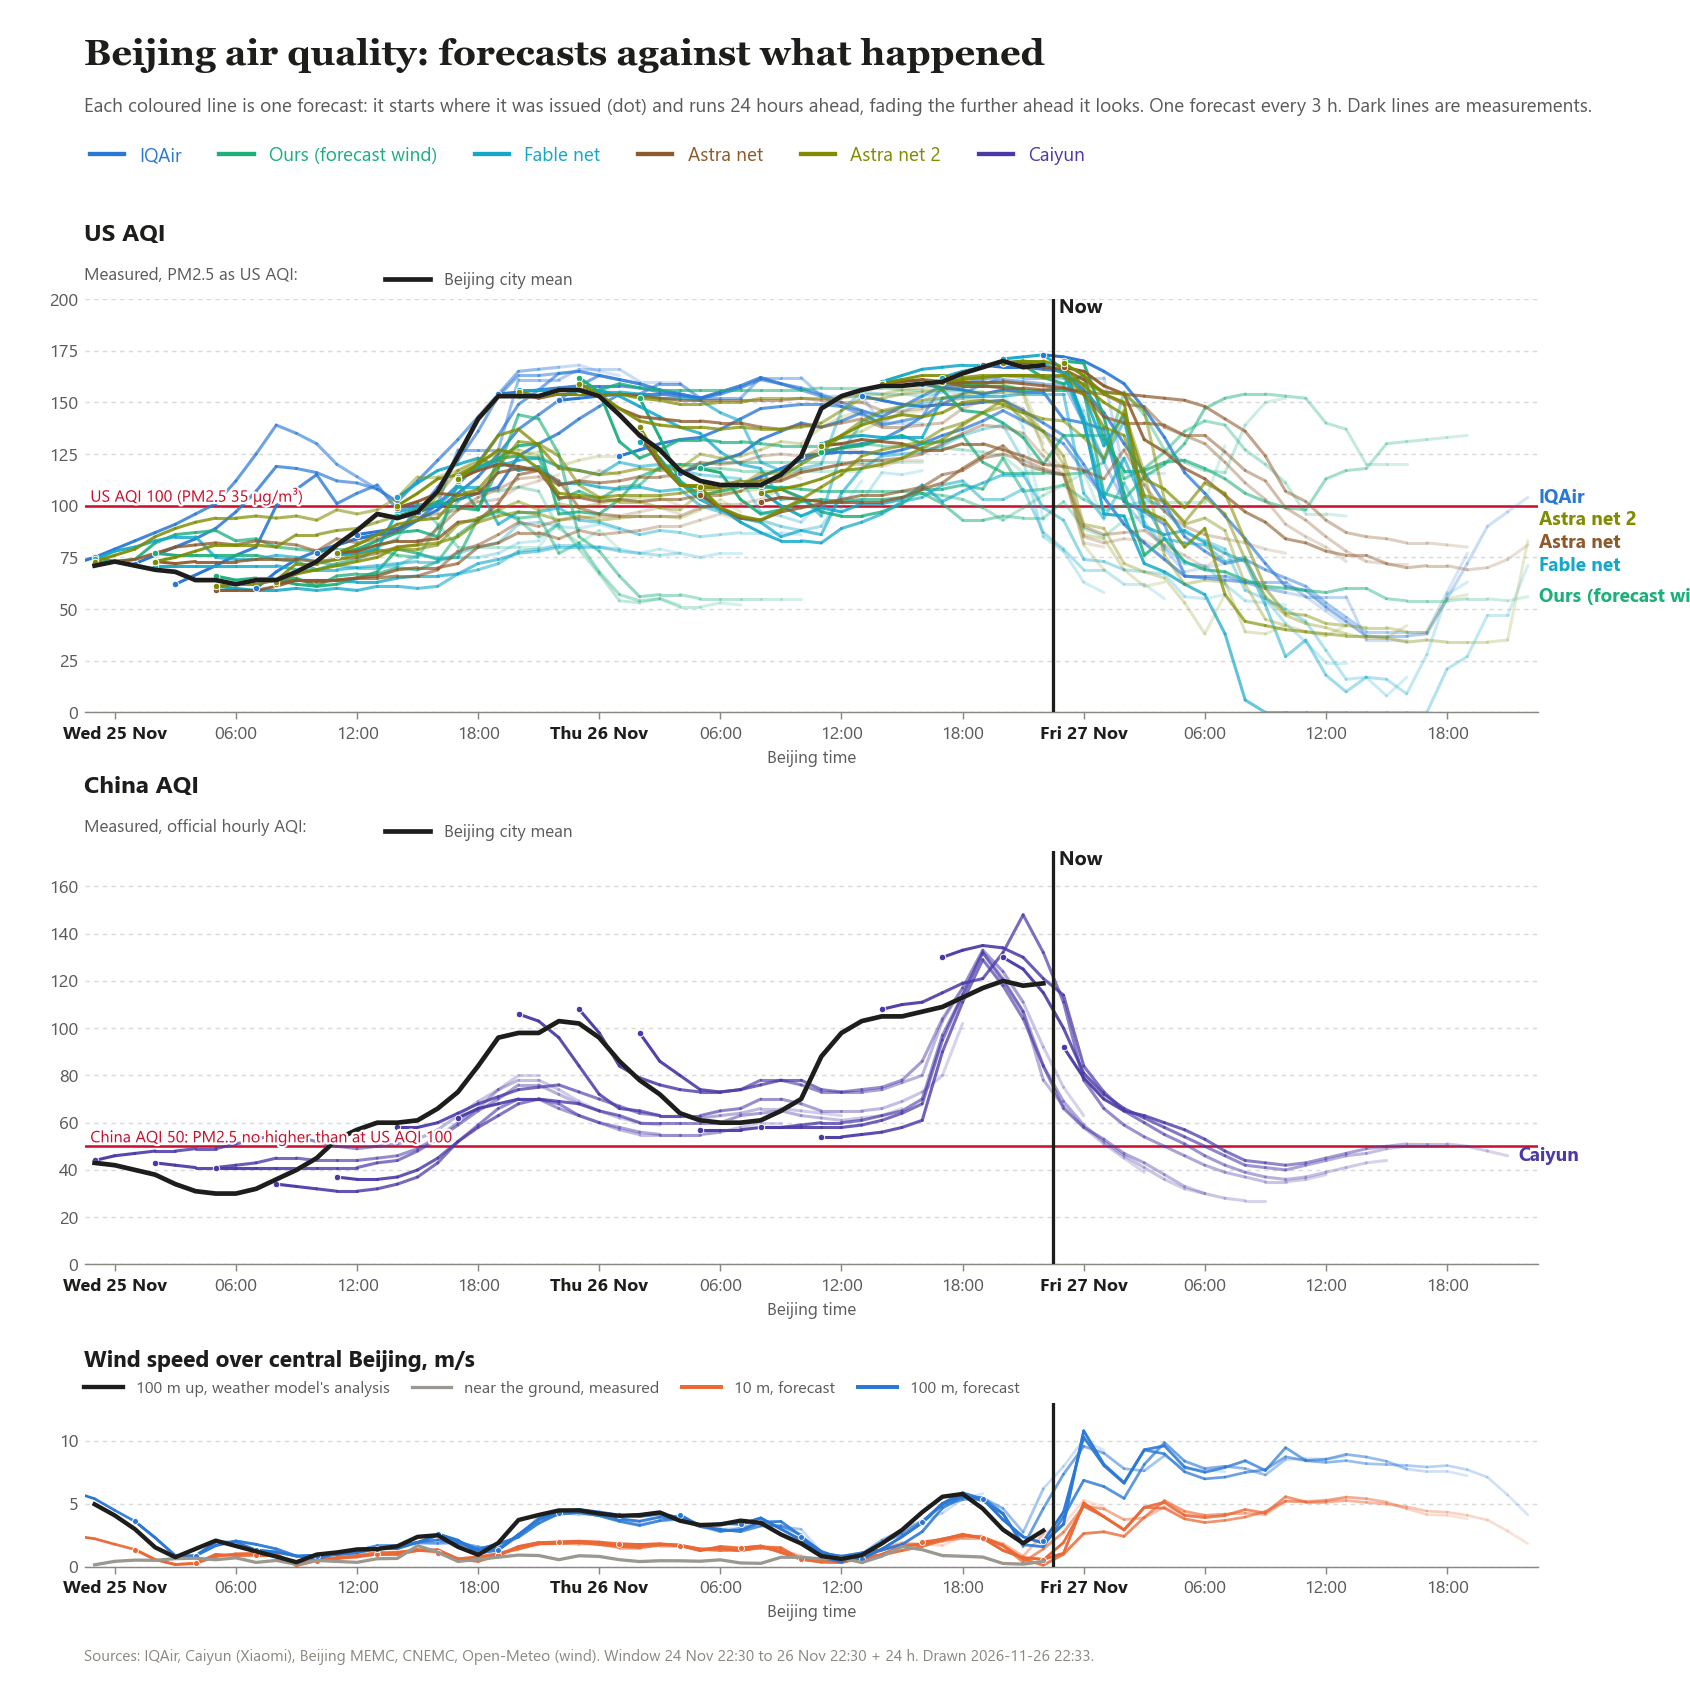 Beijing air quality: forecasts against what happened
Each coloured line is one forecast: it starts where it was issued (dot) and runs 24 hours ahead, fading the further ahead it looks. One forecast every 3 h. Dark lines are measurements.
IQAir Ours (forecast wind) Fable net Astra net Astra net 2 Caiyun
US AQI
Measured, PM2.5 as US AQI: Beijing city mean
200
Now
175
150
125
US AQI 100 (PM2.5 35 µg/m³)
100
IQAir
Astra net 2
Astra net
75
Fable net
Ours (forecast wi
50
25
0
Wed 25 Nov 06:00 12:00 18:00 Thu 26 Nov 06:00 12:00 18:00 Fri 27 Nov 06:00 12:00 18:00
Beijing time
China AQI
Measured, official hourly AQI: Beijing city mean
Now
160
140
120
100
80
60
China AQI 50: PM2.5 no higher than at US AQI 100
Caiyun
40
20
0
Wed 25 Nov 06:00 12:00 18:00 Thu 26 Nov 06:00 12:00 18:00 Fri 27 Nov 06:00 12:00 18:00
Beijing time
Wind speed over central Beijing, m/s
100 m up, weather model's analysis near the ground, measured 10 m, forecast 100 m, forecast
10
5
0
Wed 25 Nov 06:00 12:00 18:00 Thu 26 Nov 06:00 12:00 18:00 Fri 27 Nov 06:00 12:00 18:00
Beijing time
Sources: IQAir, Caiyun (Xiaomi), Beijing MEMC, CNEMC, Open-Meteo (wind). Window 24 Nov 22:30 to 26 Nov 22:30 + 24 h. Drawn 2026-11-26 22:33.